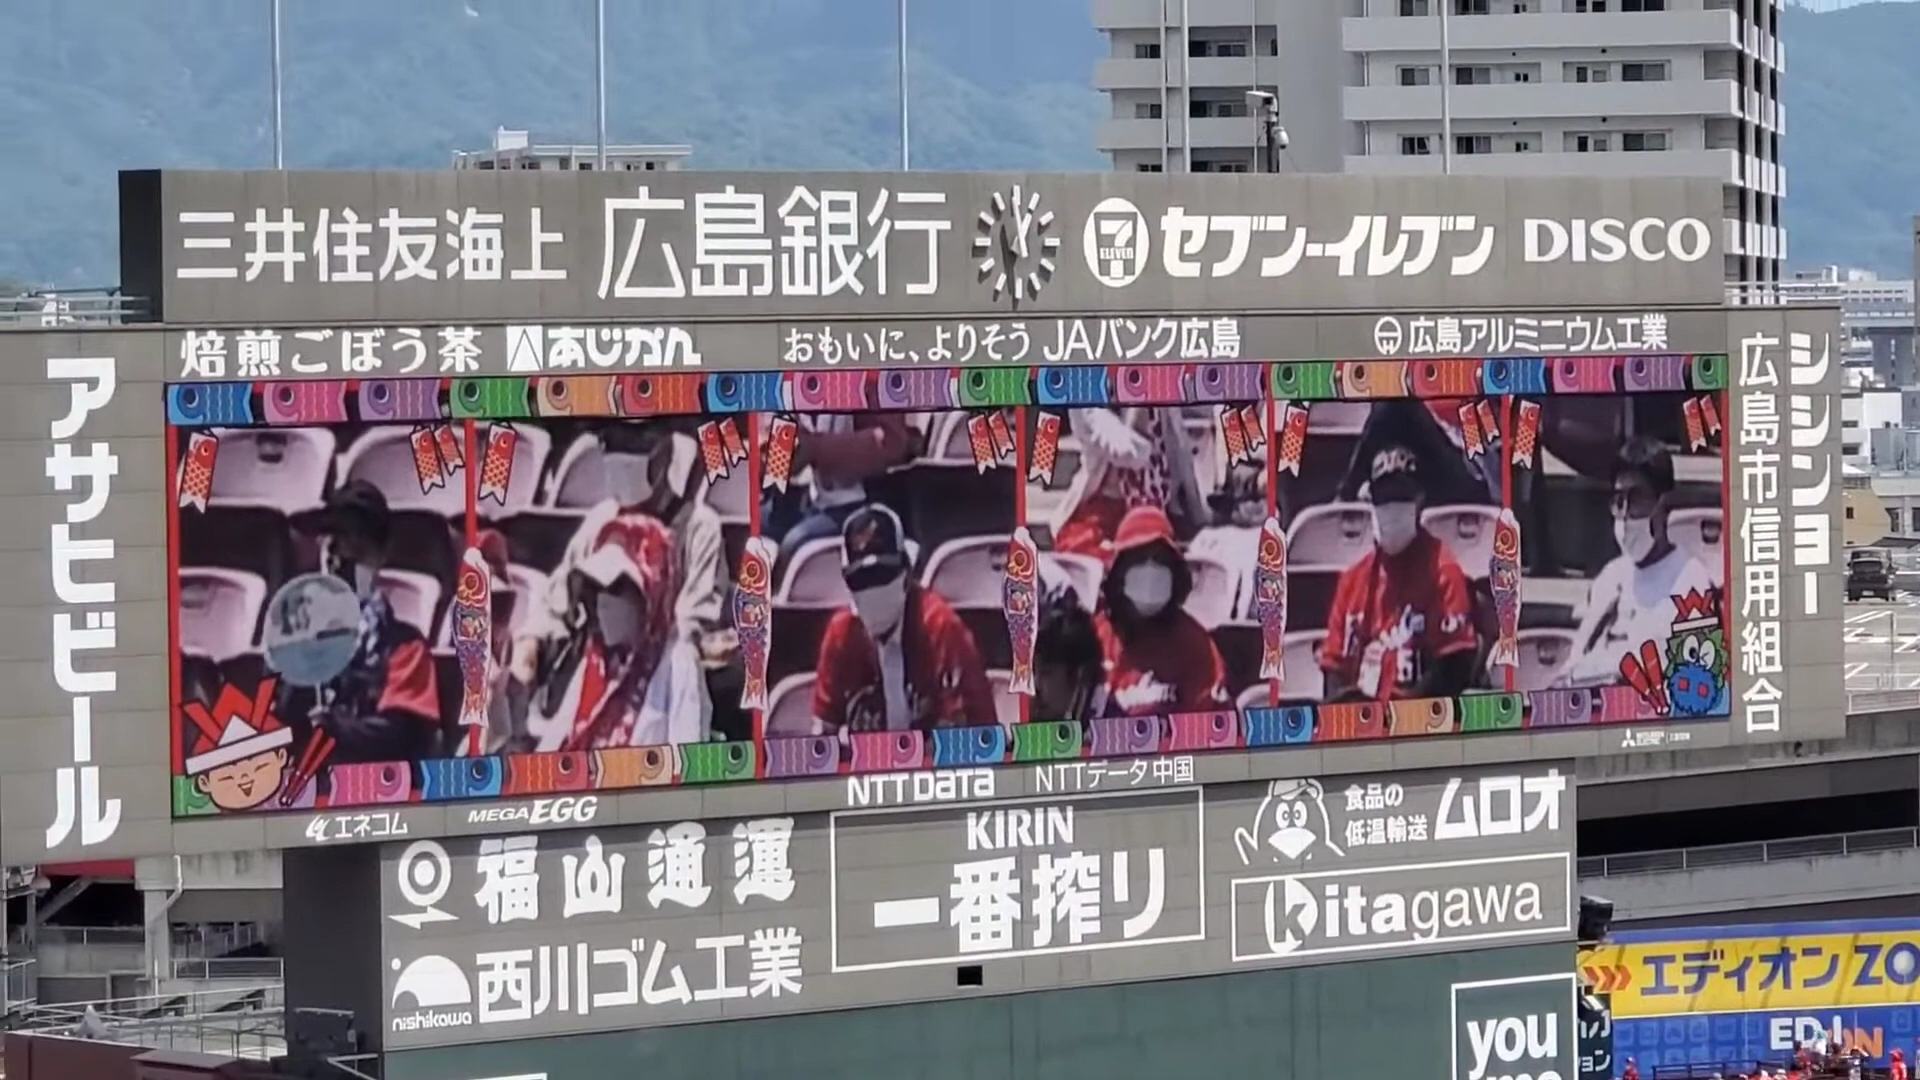 三井住友海上 広島銀行 7 ELEVEN セブン-イレブン DISCO
焙煎ごぼう茶 あじかん おもいに、よりそう JAバンク広島 広島アルミニウム工業
アサヒビール
シシンヨー
広島市信用組合
エネコム MEGA EGG NTT DATA NTTデータ中国
福山通運
西川ゴム工業
nishikawa
KIRIN
一番搾り
食品の
低温輸送 ムロオ
kitagawa
エディオン ZO
EDION
you